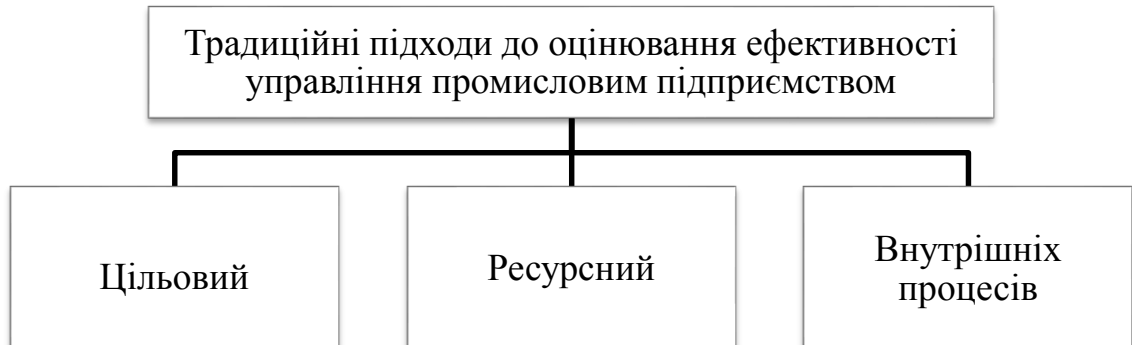 Традиційні підходи до оцінювання ефективності
управління промисловим підприємством
Цільовий
Ресурсний
Внутрішніх
процесів